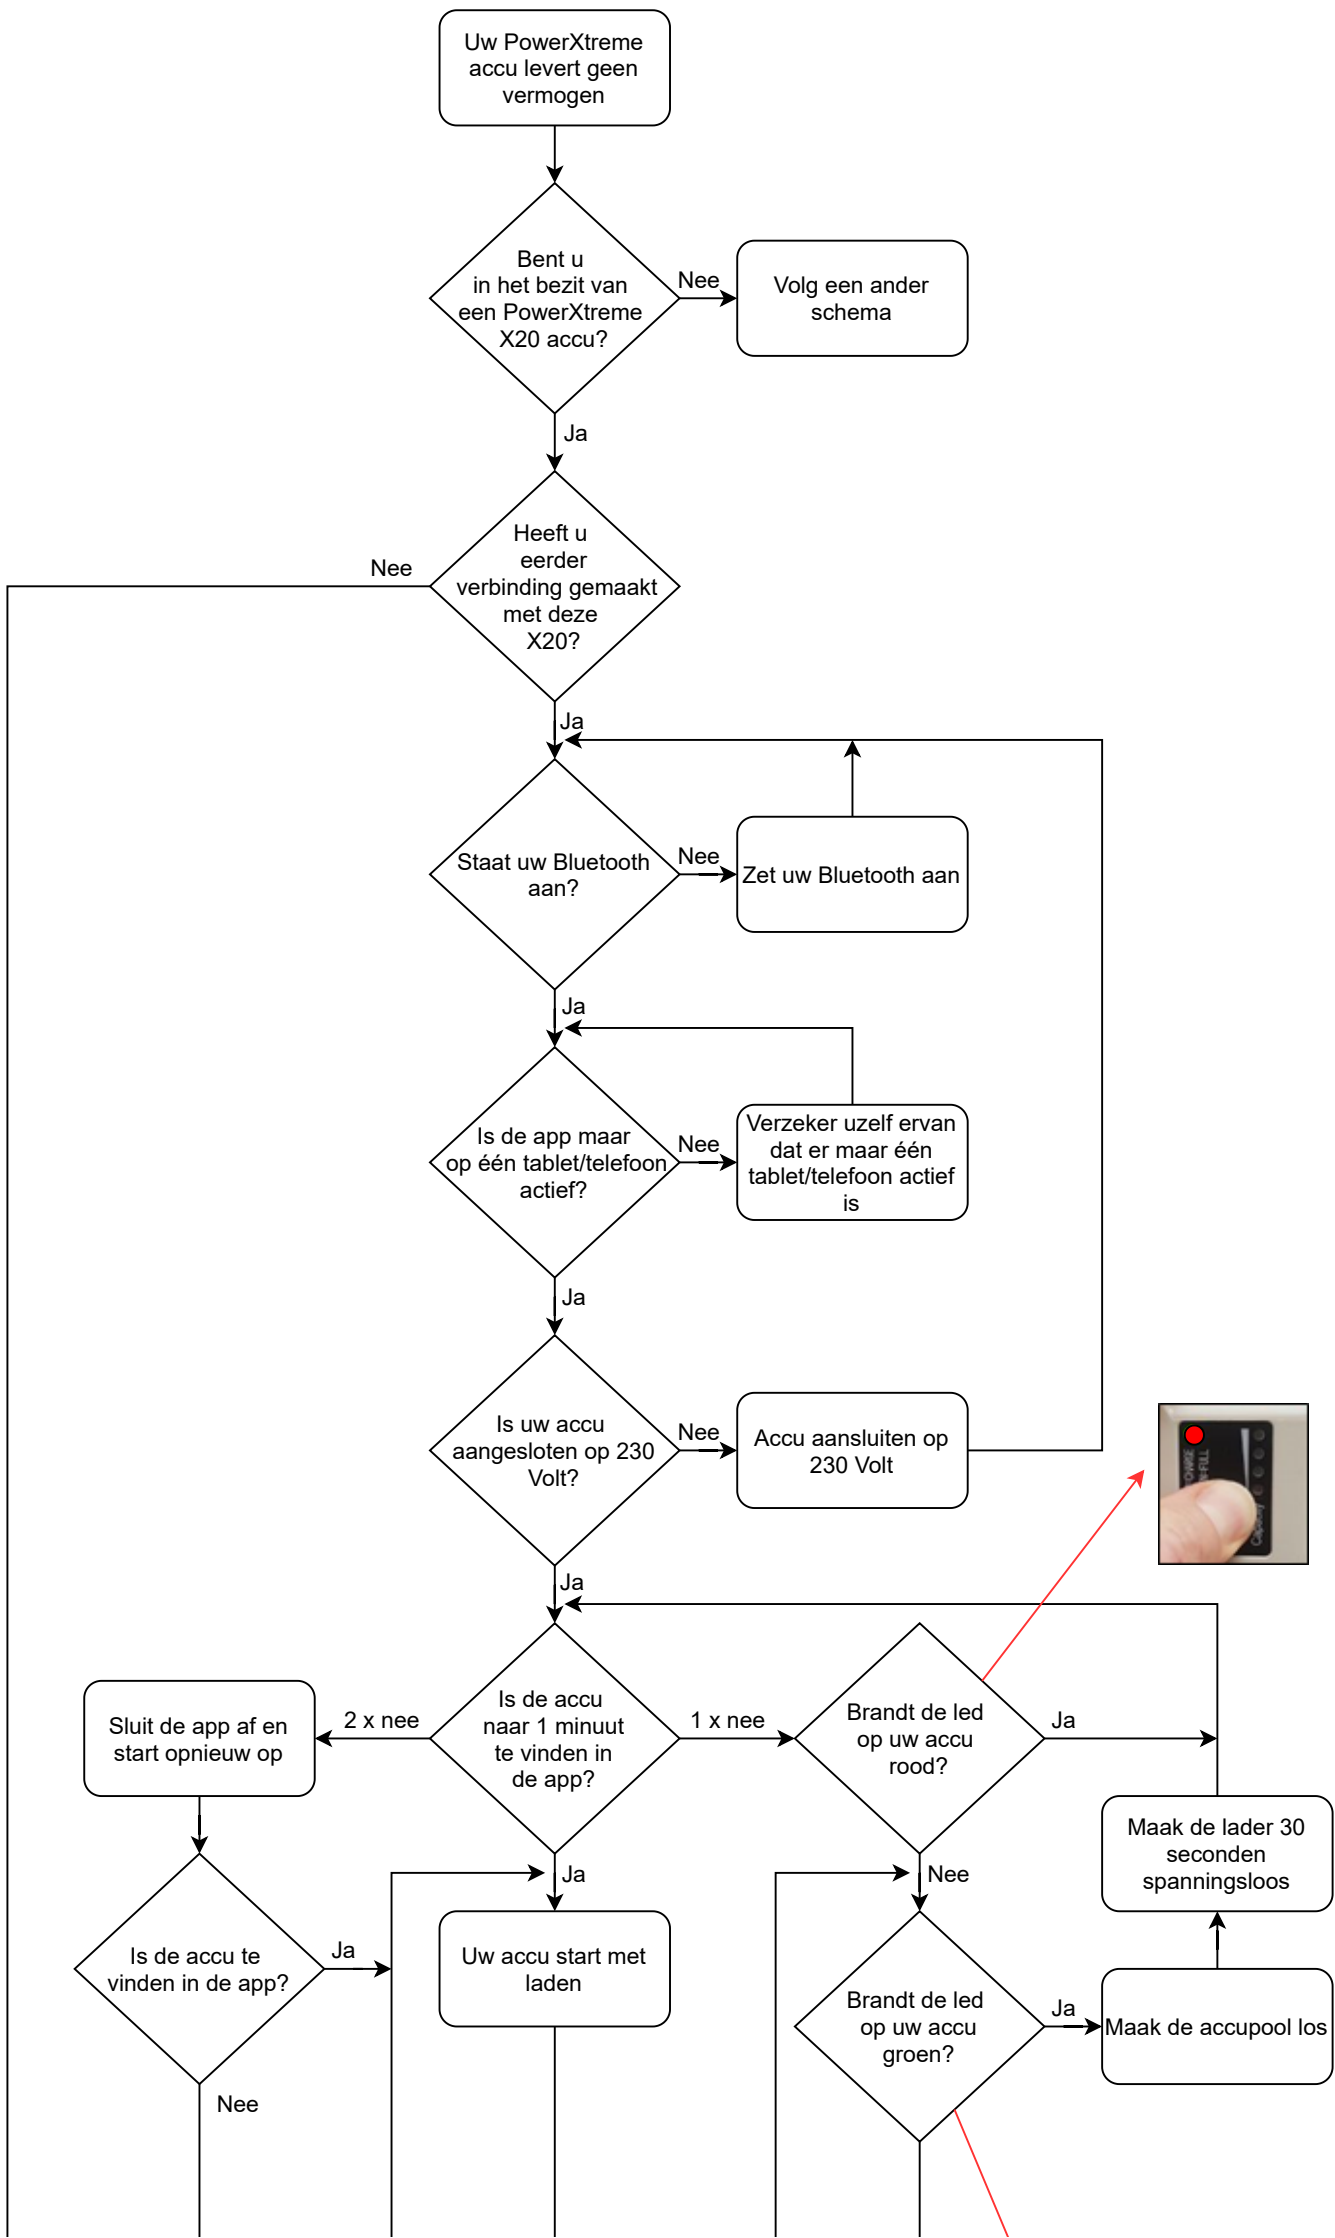 Uw PowerXtreme
accu levert geen
vermogen
Bent u
in het bezit van
een PowerXtreme
X20 accu?
Nee
Volg een ander
schema
Ja
Heeft u
eerder
verbinding gemaakt
met deze
X20?
Nee
Ja
Staat uw Bluetooth
aan?
Nee
Zet uw Bluetooth aan
Ja
Is de app maar
op één tablet/telefoon
actief?
Nee
Verzeker uzelf ervan
dat er maar één
tablet/telefoon actief
is
Ja
Is uw accu
aangesloten op 230
Volt?
Nee
Accu aansluiten op
230 Volt
CHARGE
FULL
Capacity
Ja
Sluit de app af en
start opnieuw op
2 x nee
Is de accu
naar 1 minuut
te vinden in
de app?
1 x nee
Brandt de led
op uw accu
rood?
Ja
Maak de lader 30
seconden
spanningsloos
Ja
Nee
Is de accu te
vinden in de app?
Ja
Uw accu start met
laden
Brandt de led
op uw accu
groen?
Ja
Maak de accupool los
Nee